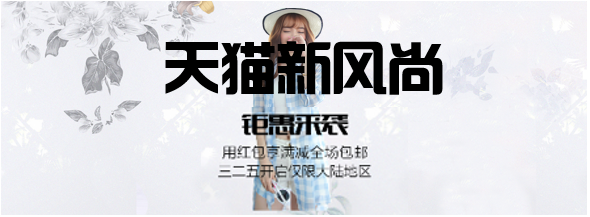 天猫新风尚
钜惠来袭
用红包享满减全场包邮
三二五开启仅限大陆地区